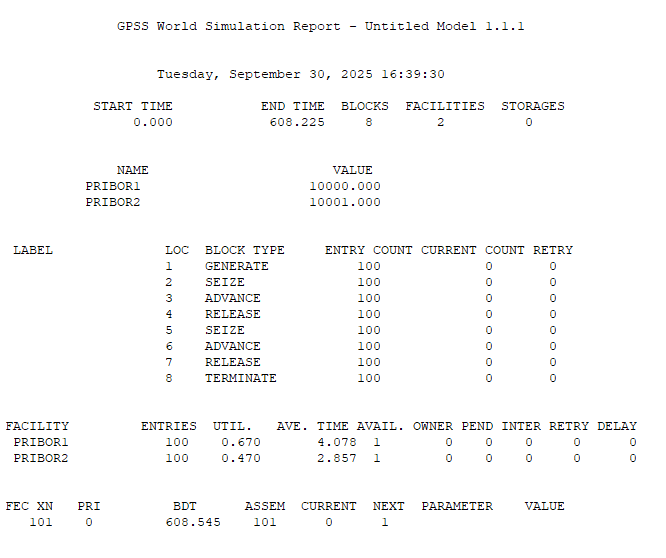 GPSS World Simulation Report - Untitled Model 1.1.1
Tuesday, September 30, 2025 16:39:30
START TIME END TIME BLOCKS FACILITIES STORAGES
0.000 608.225 8 2 0
NAME VALUE
PRIBOR1 10000.000
PRIBOR2 10001.000
LABEL LOC BLOCK TYPE ENTRY COUNT CURRENT COUNT RETRY
1 GENERATE 100 0 0
2 SEIZE 100 0 0
3 ADVANCE 100 0 0
4 RELEASE 100 0 0
5 SEIZE 100 0 0
6 ADVANCE 100 0 0
7 RELEASE 100 0 0
8 TERMINATE 100 0 0
FACILITY ENTRIES UTIL. AVE. TIME AVAIL. OWNER PEND INTER RETRY DELAY
PRIBOR1 100 0.670 4.078 1 0 0 0 0 0
PRIBOR2 100 0.470 2.857 1 0 0 0 0 0
FEC XN PRI BDT ASSEM CURRENT NEXT PARAMETER VALUE
101 0 608.545 101 0 1